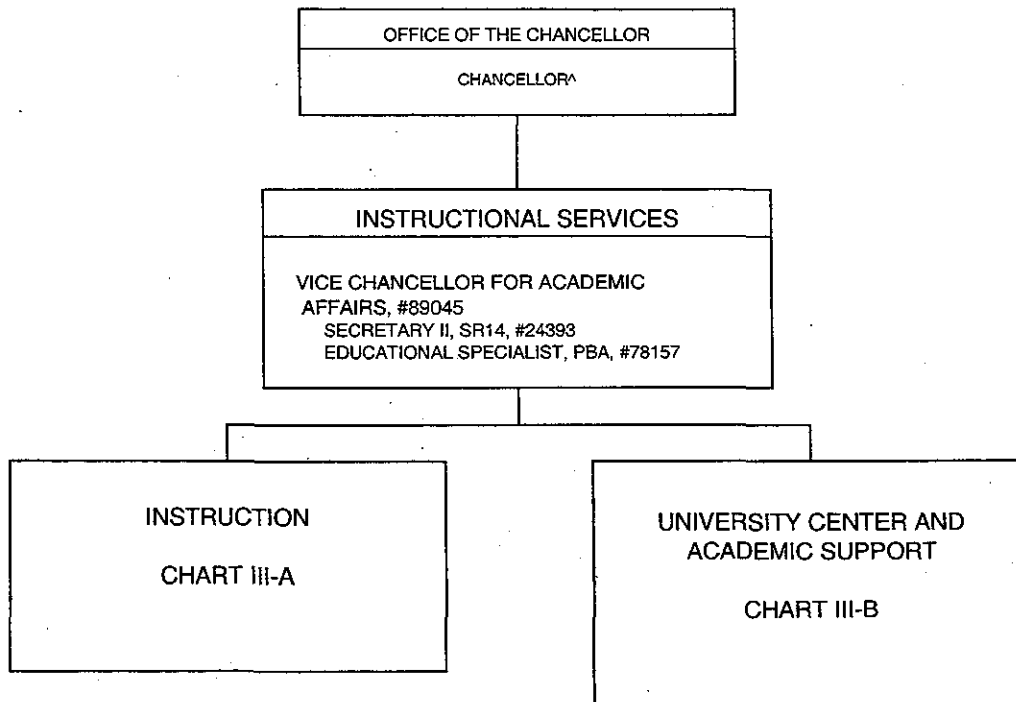 OFFICE OF THE CHANCELLOR
CHANCELLOR^
INSTRUCTIONAL SERVICES
VICE CHANCELLOR FOR ACADEMIC
AFFAIRS, #89045
SECRETARY II, SR14, #24393
EDUCATIONAL SPECIALIST, PBA, #78157
INSTRUCTION
CHART III-A
UNIVERSITY CENTER AND
ACADEMIC SUPPORT
CHART III-B